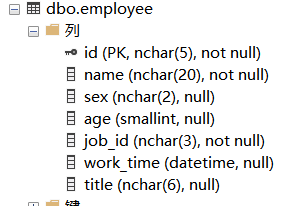 dbo.employee
列
id (PK, nchar(5), not null)
name (nchar(20), not null)
sex (nchar(2), null)
age (smallint, null)
job_id (nchar(3), not null)
work_time (datetime, null)
title (nchar(6), null)
键